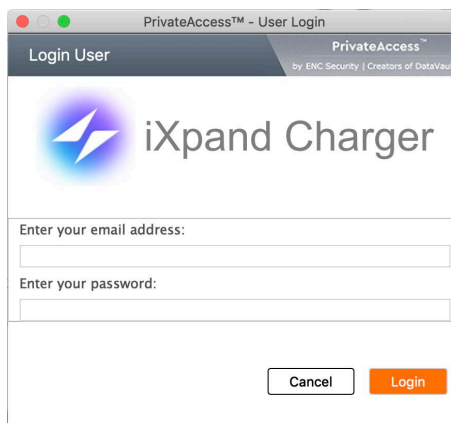 PrivateAccess™ - User Login
Login User
PrivateAccess™
by ENC Security | Creators of DataVaul
iXpand Charger
Enter your email address:
Enter your password:
Cancel
Login